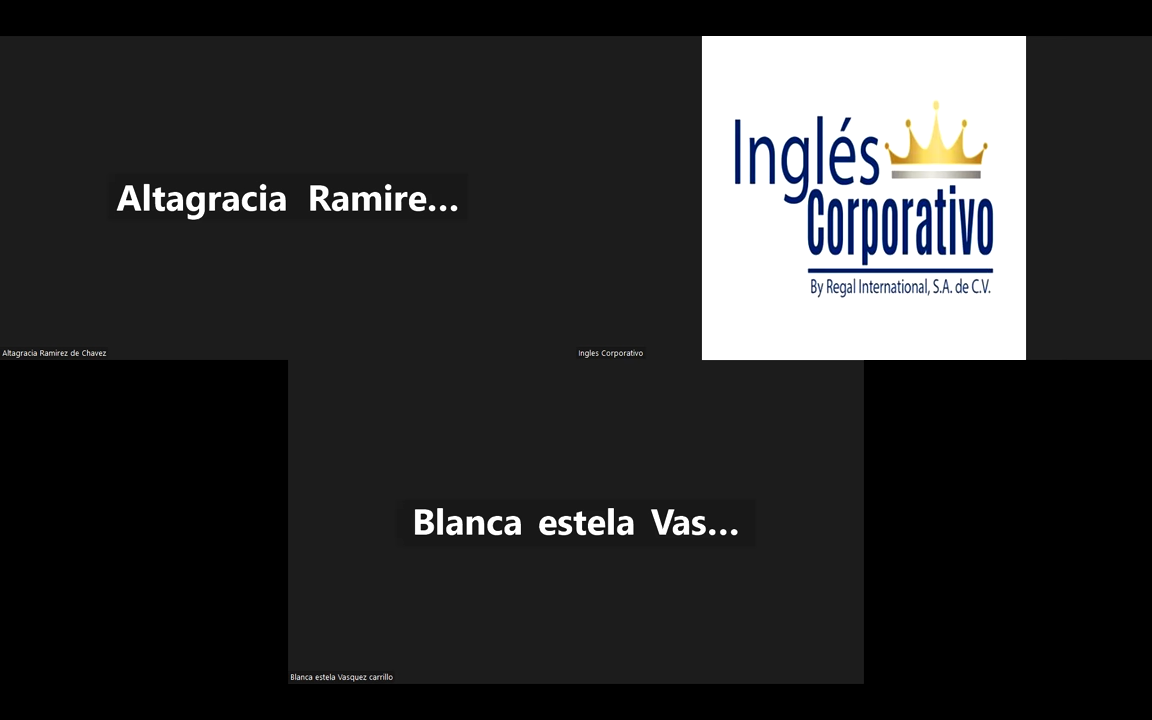 Altagracia Ramire...
Altagracia Ramirez de Chavez
Inglés
Corporativo
By Regal International, S.A. de C.V.
Ingles Corporativo
Blanca estela Vas...
Blanca estela Vasquez carrillo